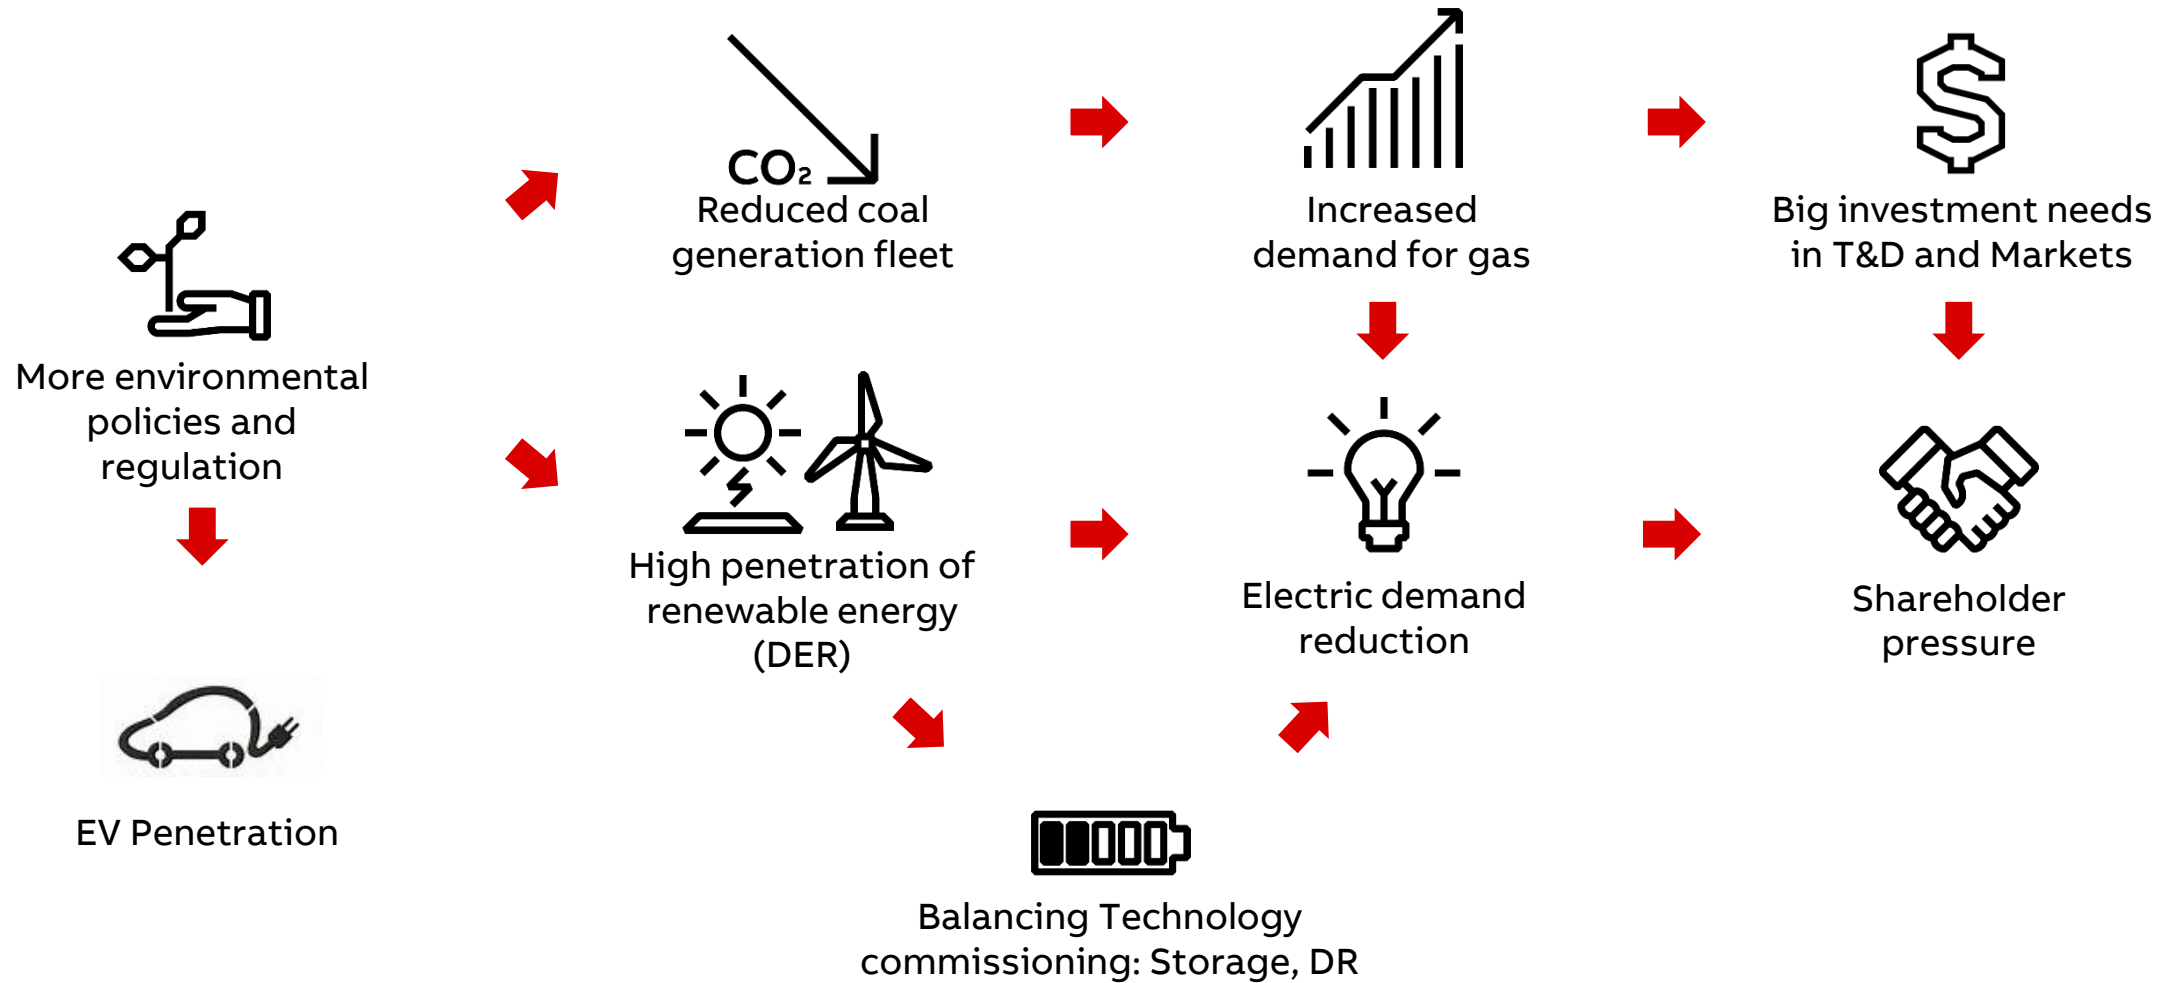 CO₂
Reduced coal
generation fleet
Increased
demand for gas
Big investment needs
in T&D and Markets
More environmental
policies and
regulation
High penetration of
renewable energy
(DER)
Electric demand
reduction
Shareholder
pressure
EV Penetration
Balancing Technology
commissioning: Storage, DR